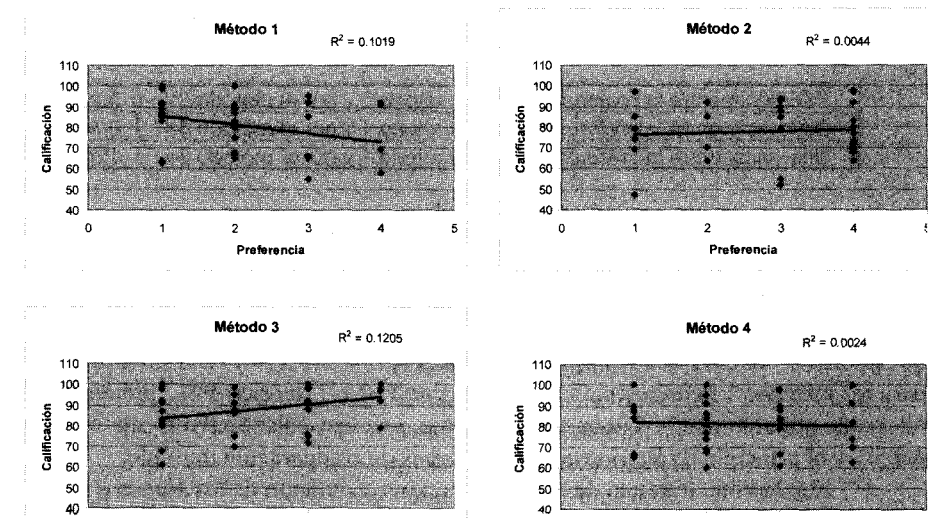 Método 1
R² = 0.1019
Calificación
110
100
90
80
70
60
50
40
0 1 2 3 4 5
Preferencia
Método 2
R² = 0.0044
Calificación
110
100
90
80
70
60
50
40
0 1 2 3 4 5
Preferencia
Método 3
R² = 0.1205
Calificación
110
100
90
80
70
60
50
40
Método 4
R² = 0.0024
Calificación
110
100
90
80
70
60
50
40